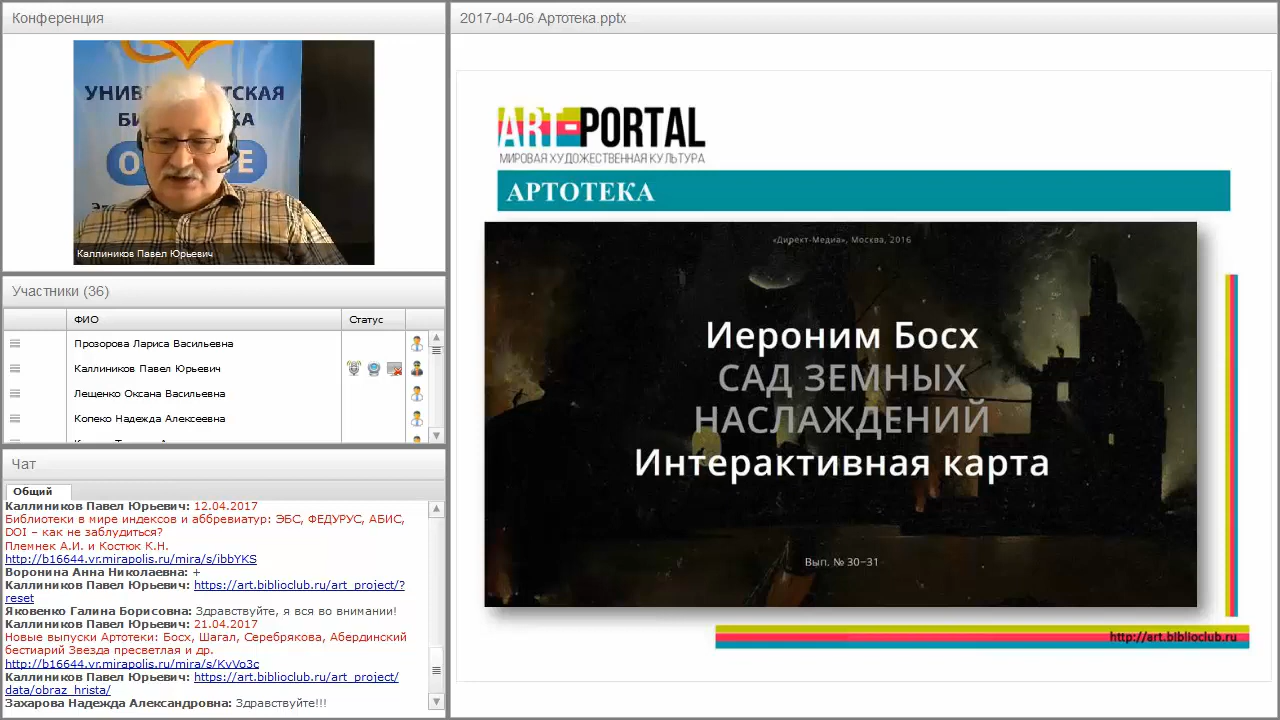 Конференция
УНИВ
ТСКАЯ
БИ
КА
О
Е
Каллиников Павел Юрьевич
Участники (36)
ФИО
Статус
Прозорова Лариса Васильевна
Каллиников Павел Юрьевич
Лещенко Оксана Васильевна
Копеко Надежда Алексеевна
Чат
Общий
Каллиников Павел Юрьевич: 12.04.2017
Библиотеки в мире индексов и аббревиатур: ЭБС, ФЕДУРУС, АБИС,
DOI – как не заблудиться?
Племнек А.И. и Костюк К.Н.
http://b16644.vr.mirapolis.ru/mira/s/ibbYKS
Воронина Анна Николаевна: +
Каллиников Павел Юрьевич: https://art.biblioclub.ru/art_project/?
reset
Яковенко Галина Борисовна: Здравствуйте, я вся во внимании!
Каллиников Павел Юрьевич: 21.04.2017
Новые выпуски Артотеки: Босх, Шагал, Серебрякова, Абердинский
бестиарий Звезда пресветлая и др.
http://b16644.vr.mirapolis.ru/mira/s/KvVo3c
Каллиников Павел Юрьевич: https://art.biblioclub.ru/art_project/
data/obraz_hrista/
Захарова Надежда Александровна: Здравствуйте!!!
2017-04-06 Артотека.pptx
ART-PORTAL
МИРОВАЯ ХУДОЖЕСТВЕННАЯ КУЛЬТУРА
АРТОТЕКА
«Директ-Медиа», Москва, 2016
Иероним Босх
САД ЗЕМНЫХ
НАСЛАЖДЕНИЙ
Интерактивная карта
Вып. № 30–31
http://art.biblioclub.ru